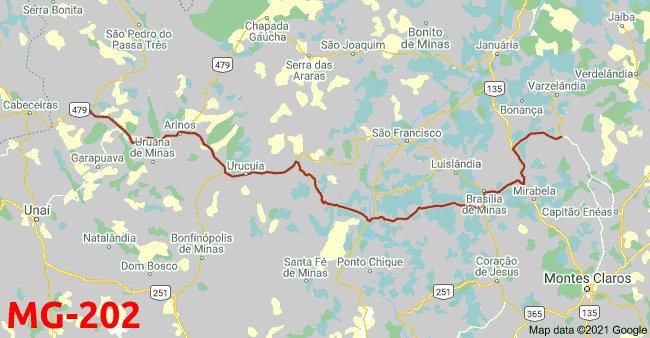 Serra Bonita
Chapada
Gaúcha
Bonito
de Minas
Jaíba
São Pedro do
Passa Três
São Joaquim
Januária
479
Serra das
Araras
Verdelândia
135
Varzelândia
Cabeceiras
479
Bonança
Arinos
São Francisco
Uruana
de Minas
Garapuava
Urucuia
Luislândia
Mirabela
Brasília
de Minas
Unaí
Capitão Enéas
Natalândia
Bonfinópolis
de Minas
Dom Bosco
Santa Fé
de Minas
Ponto Chique
Coração
de Jesus
Montes Claros
251
251
MG-202
365
135
Map data ©2021 Google